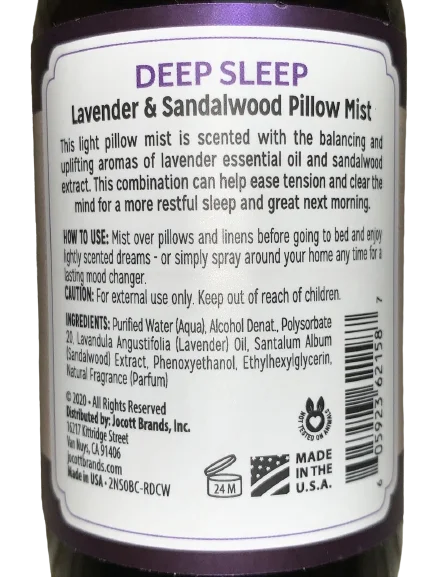 DEEP SLEEP
Lavender & Sandalwood Pillow Mist
This light pillow mist is scented with the balancing and
uplifting aromas of lavender essential oil and sandalwood
extract. This combination can help ease tension and clear the
mind for a more restful sleep and great next morning.
HOW TO USE: Mist over pillows and linens before going to bed and enjoy
lightly scented dreams - or simply spray around your home any time for a
lasting mood changer.
CAUTION: For external use only. Keep out of reach of children.
INGREDIENTS: Purified Water (Aqua), Alcohol Denat., Polysorbate
20, Lavandula Angustifolia (Lavender) Oil, Santalum Album
(Sandalwood) Extract, Phenoxyethanol, Ethylhexylglycerin,
Natural Fragrance (Parfum)
© 2020 • All Rights Reserved
Distributed by: Jocott Brands, Inc.
16217 Kittridge Street
Van Nuys, CA 91406
jocottbrands.com
Made in USA • 2NSOBC-RDCW
24 M
MADE
IN THE
U.S.A.
NOT TESTED ON ANIMALS
6 05923 62158 7